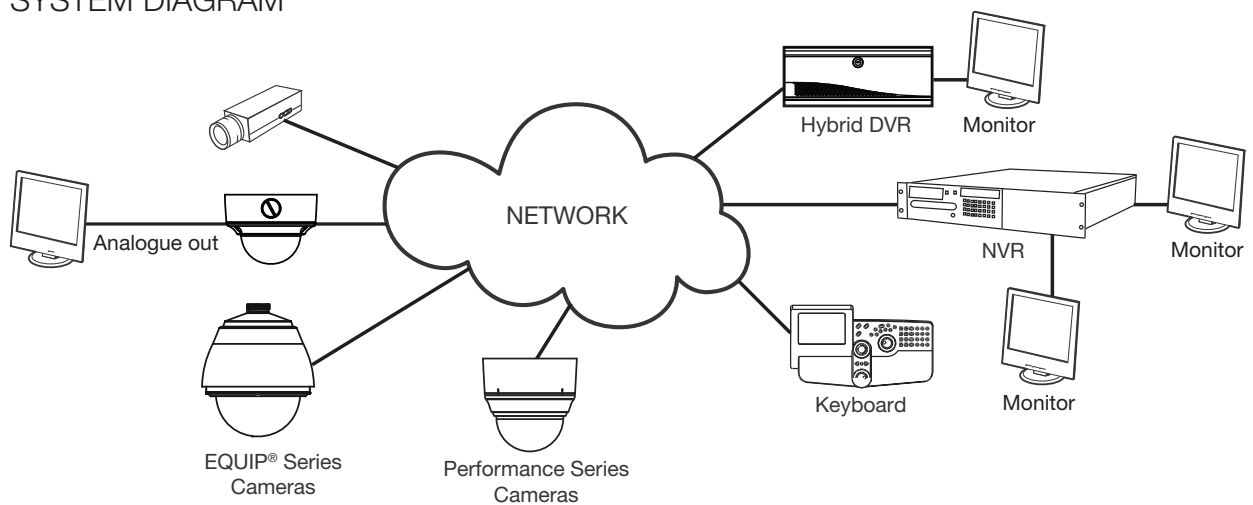 SYSTEM DIAGRAM
Hybrid DVR
Monitor
NETWORK
Analogue out
NVR
Monitor
Keyboard
Monitor
EQUIP® Series
Cameras
Performance Series
Cameras